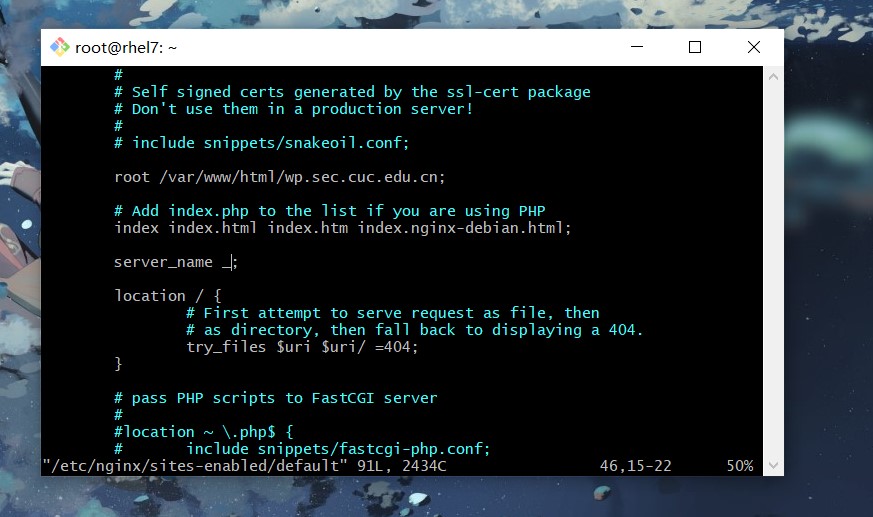 root@rhel7: ~
#
# Self signed certs generated by the ssl-cert package
# Don't use them in a production server!
#
# include snippets/snakeoil.conf;
root /var/www/html/wp.sec.cuc.edu.cn;
# Add index.php to the list if you are using PHP
index index.html index.htm index.nginx-debian.html;
server_name _;
location / {
# First attempt to serve request as file, then
# as directory, then fall back to displaying a 404.
try_files $uri $uri/ =404;
}
# pass PHP scripts to FastCGI server
#
#location ~ \.php$ {
#       include snippets/fastcgi-php.conf;
"/etc/nginx/sites-enabled/default" 91L, 2434C 46,15-22 50%